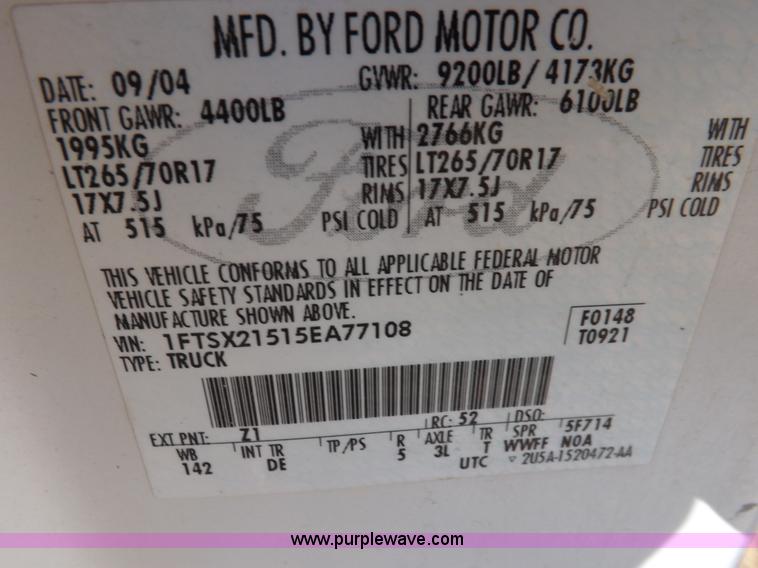 MFD. BY FORD MOTOR CO.
DATE: 09/04 GVWR: 9200LB/ 4173KG
FRONT GAWR: 4400LB REAR GAWR: 6100LB
1995KG WITH 2766KG WITH
LT265/70R17 TIRES LT265/70R17 TIRES
17X7.5J RIMS 17X7.5J RIMS
AT 515 kPa/75 PSI COLD AT 515 kPa/75 PSI COLD
Ford
THIS VEHICLE CONFORMS TO ALL APPLICABLE FEDERAL MOTOR
VEHICLE SAFETY STANDARDS IN EFFECT ON THE DATE OF
MANUFACTURE SHOWN ABOVE.
VIN: 1FTSX21515EA77108 F0148
TYPE: TRUCK T0921
EXT PNT: Z1 RC: 52 DSO:
WB INT TR TP/PS R AXLE TR SPR 5F714
142 DE 5 3L T WWFF NOA
UTC 2U5A-1520472-AA
www.purplewave.com